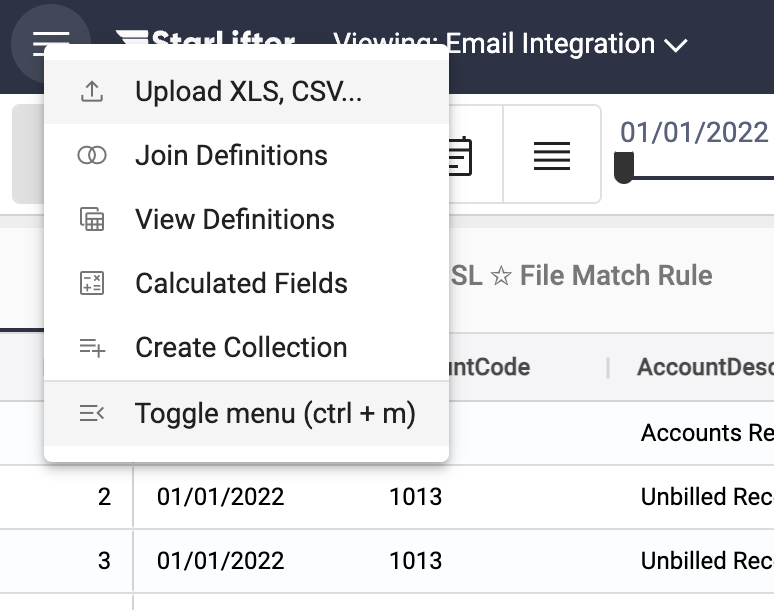 StarLifter
Viewing: Email Integration
Upload XLS, CSV...
Join Definitions
View Definitions
Calculated Fields
Create Collection
Toggle menu (ctrl + m)
01/01/2022
SL ☆ File Match Rule
ntCode
AccountDesc
Accounts Re
2 01/01/2022 1013 Unbilled Rec
3 01/01/2022 1013 Unbilled Rec